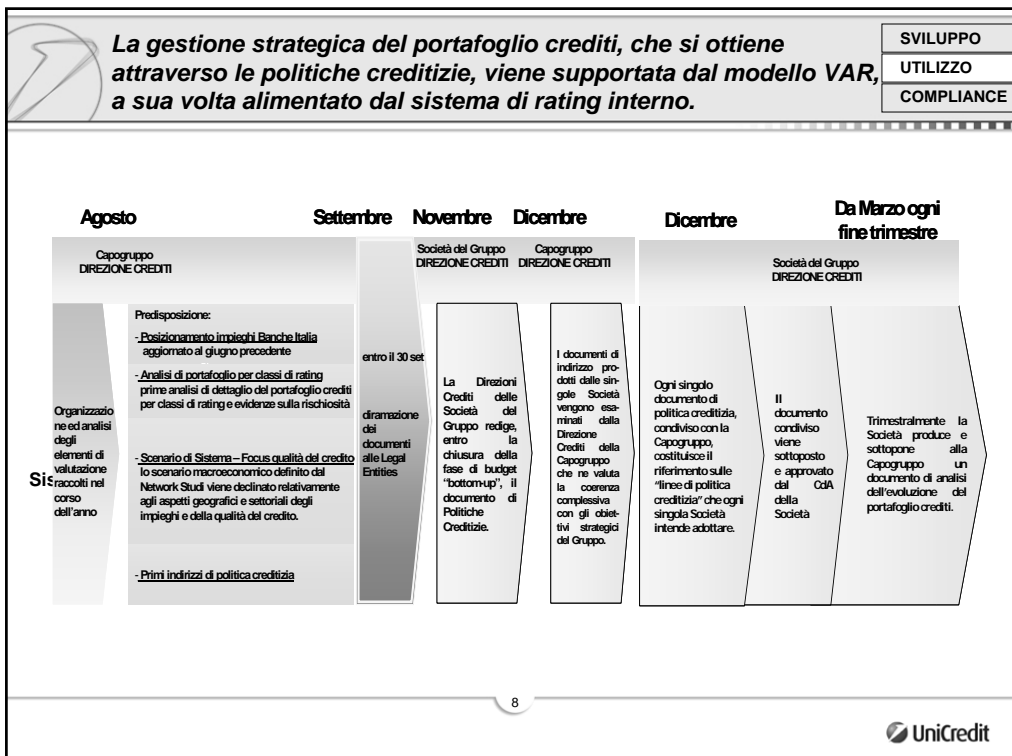 La gestione strategica del portafoglio crediti, che si ottiene
attraverso le politiche creditizie, viene supportata dal modello VAR,
a sua volta alimentato dal sistema di rating interno.
SVILUPPO
UTILIZZO
COMPLIANCE
Agosto
Settembre
Novembre
Dicembre
Dicembre
Da Marzo ogni
fine trimestre
Capogruppo
DIREZIONE CREDITI
Società del Gruppo
DIREZIONE CREDITI
Capogruppo
DIREZIONE CREDITI
Società del Gruppo
DIREZIONE CREDITI
Sis
Organizzazio
ne ed analisi
degli
elementi di
valutazione
raccolti nel
corso
dell'anno
Predisposizione:
- Posizionamento impieghi Banche Italia
aggiornato al giugno precedente
- Analisi di portafoglio per classi di rating
prime analisi di dettaglio del portafoglio crediti
per classi di rating e evidenze sulla rischiosità
- Scenario di Sistema – Focus qualità del credito
lo scenario macroeconomico definito dal
Network Studi viene declinato relativamente
agli aspetti geografici e settoriali degli
impieghi e della qualità del credito.
- Primi indirizzi di politica creditizia
entro il 30 set
diramazione
dei
documenti
alle Legal
Entities
La Direzioni
Crediti delle
Società del
Gruppo redige,
entro la
chiusura della
fase di budget
"bottom-up", il
documento di
Politiche
Creditizie.
I documenti di
indirizzo pro-
dotti dalle sin-
gole Società
vengono esa-
minati dalla
Direzione
Crediti della
Capogruppo
che ne valuta
la coerenza
complessiva
con gli obiet-
tivi strategici
del Gruppo.
Ogni singolo
documento di
politica creditizia,
condiviso con la
Capogruppo,
costituisce il
riferimento sulle
"linee di politica
creditizia" che ogni
singola Società
intende adottare.
Il
documento
condiviso
viene
sottoposto
e approvato
dal CdA
della
Società
Trimestralmente la
Società produce e
sottopone alla
Capogruppo un
documento di analisi
dell'evoluzione del
portafoglio crediti.
8
UniCredit